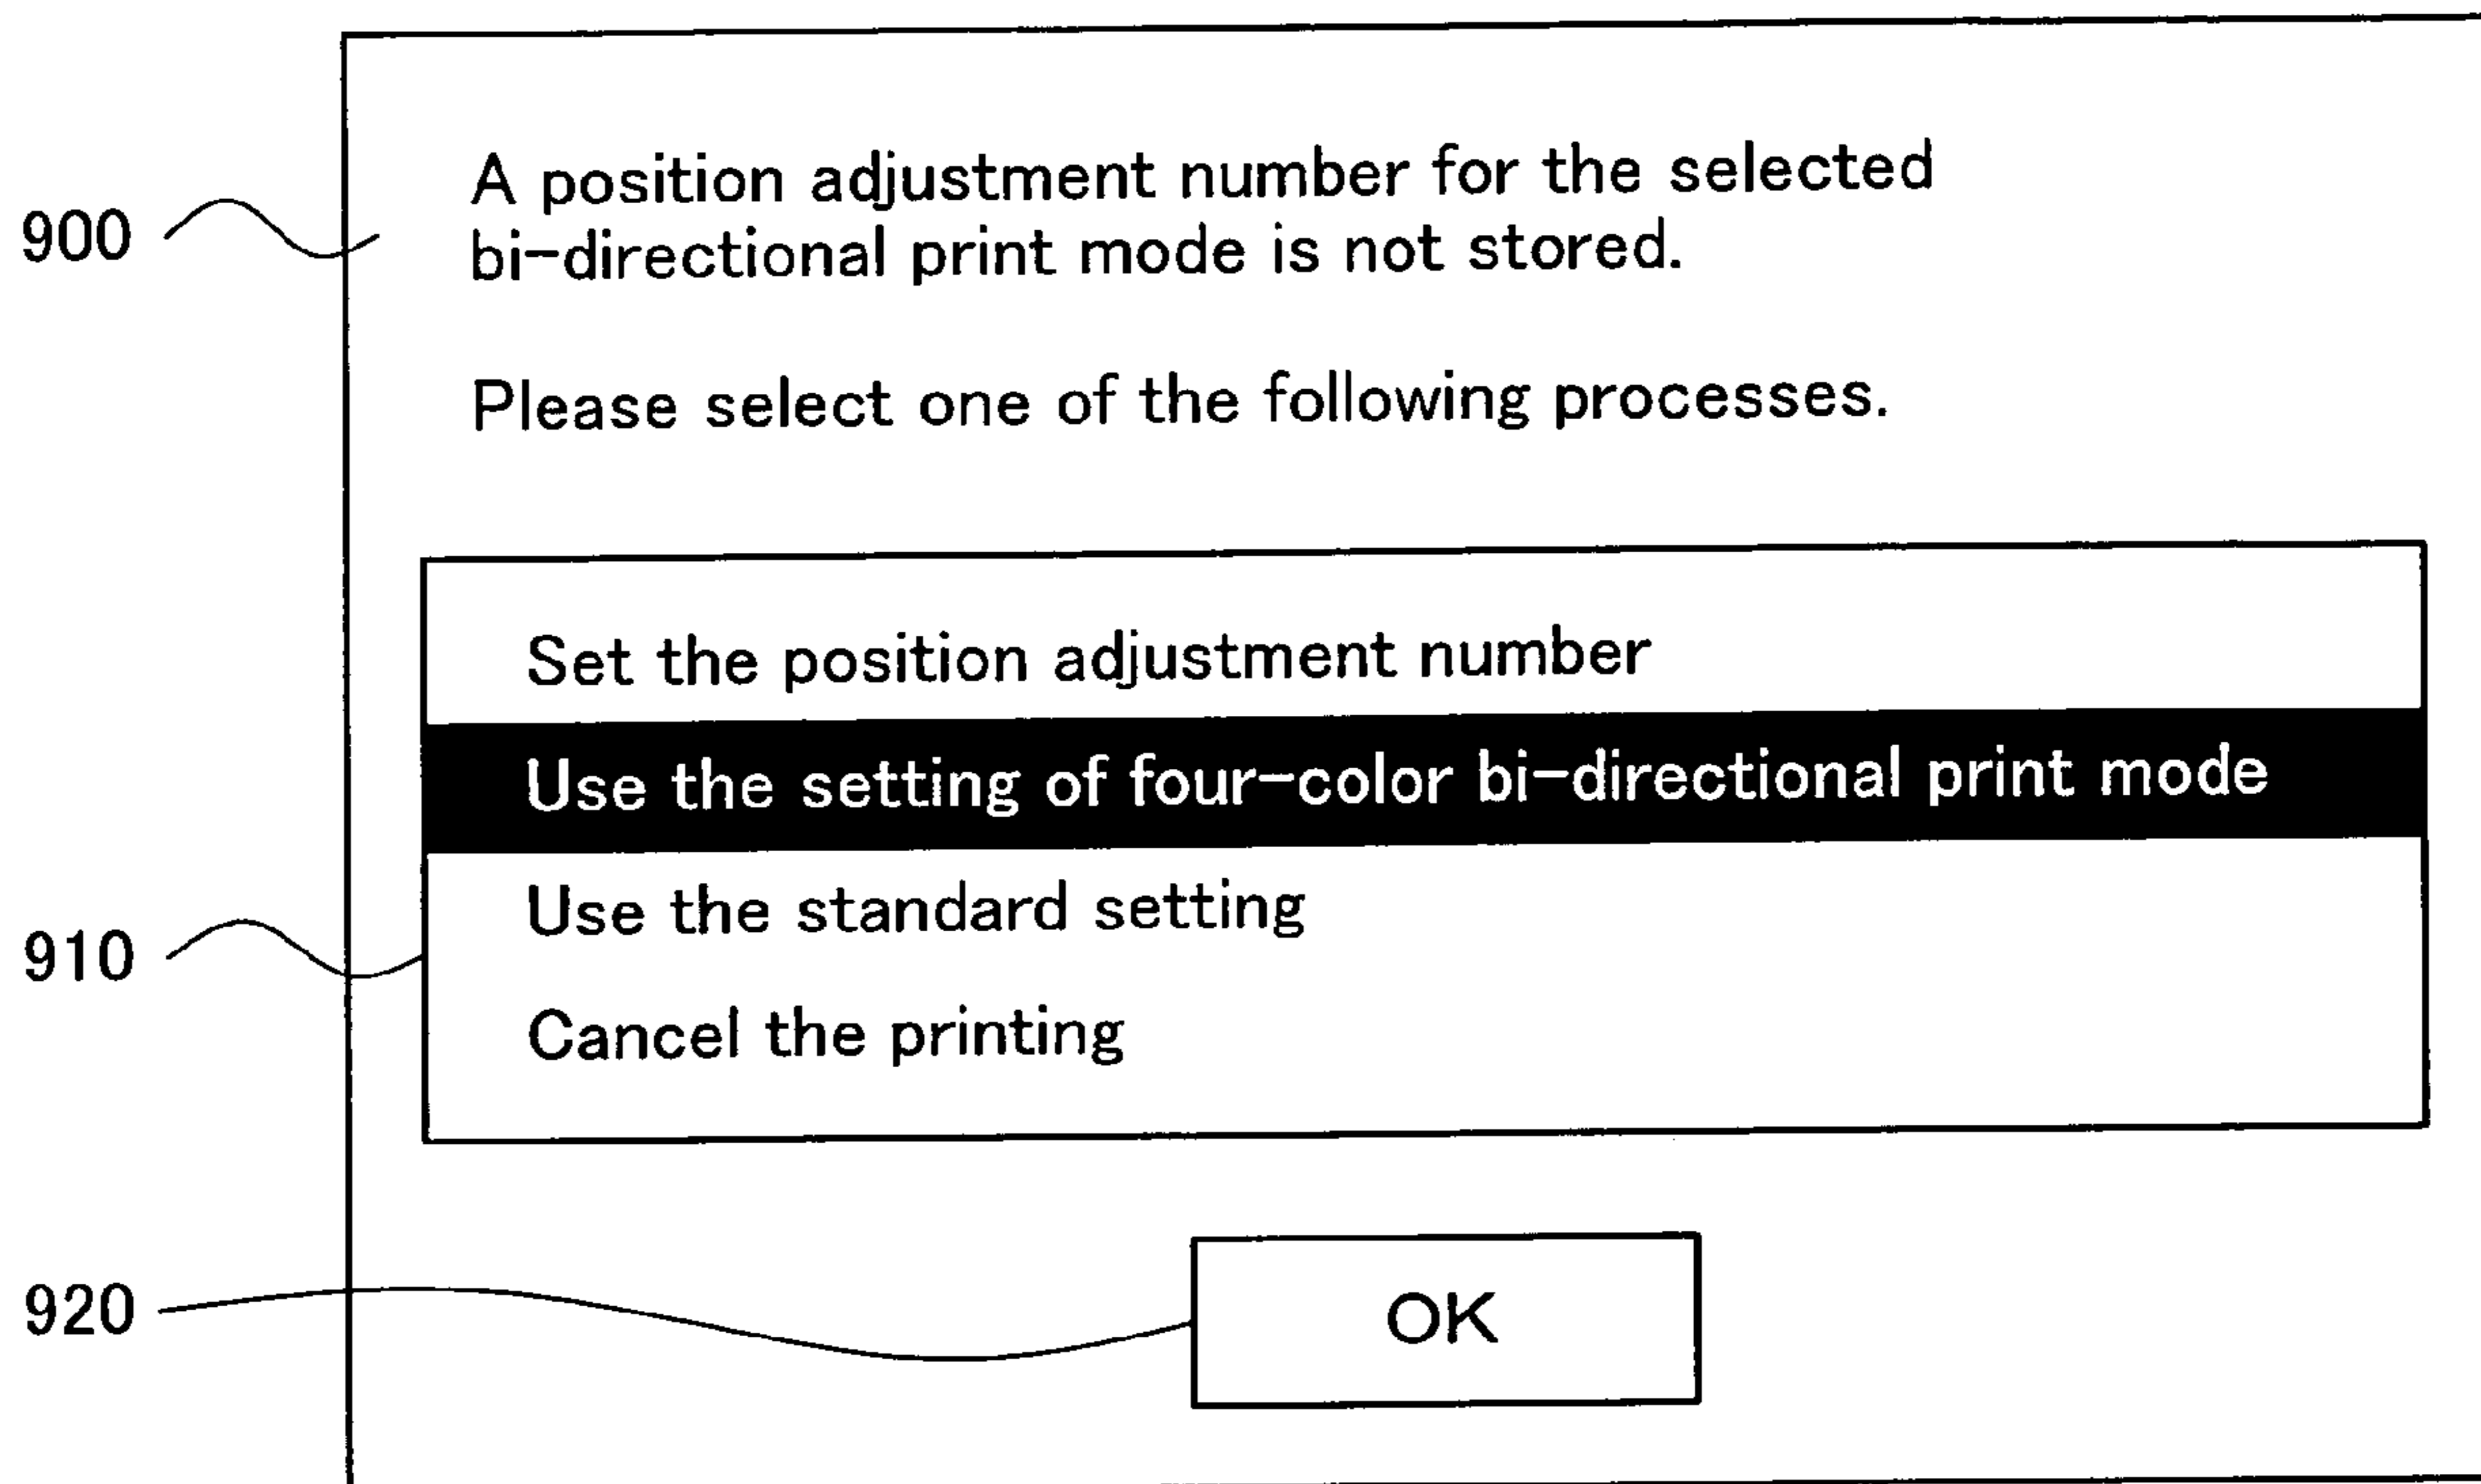 900
A position adjustment number for the selected
bi-directional print mode is not stored.
Please select one of the following processes.
Set the position adjustment number
Use the setting of four-color bi-directional print mode
Use the standard setting
910
Cancel the printing
920
OK